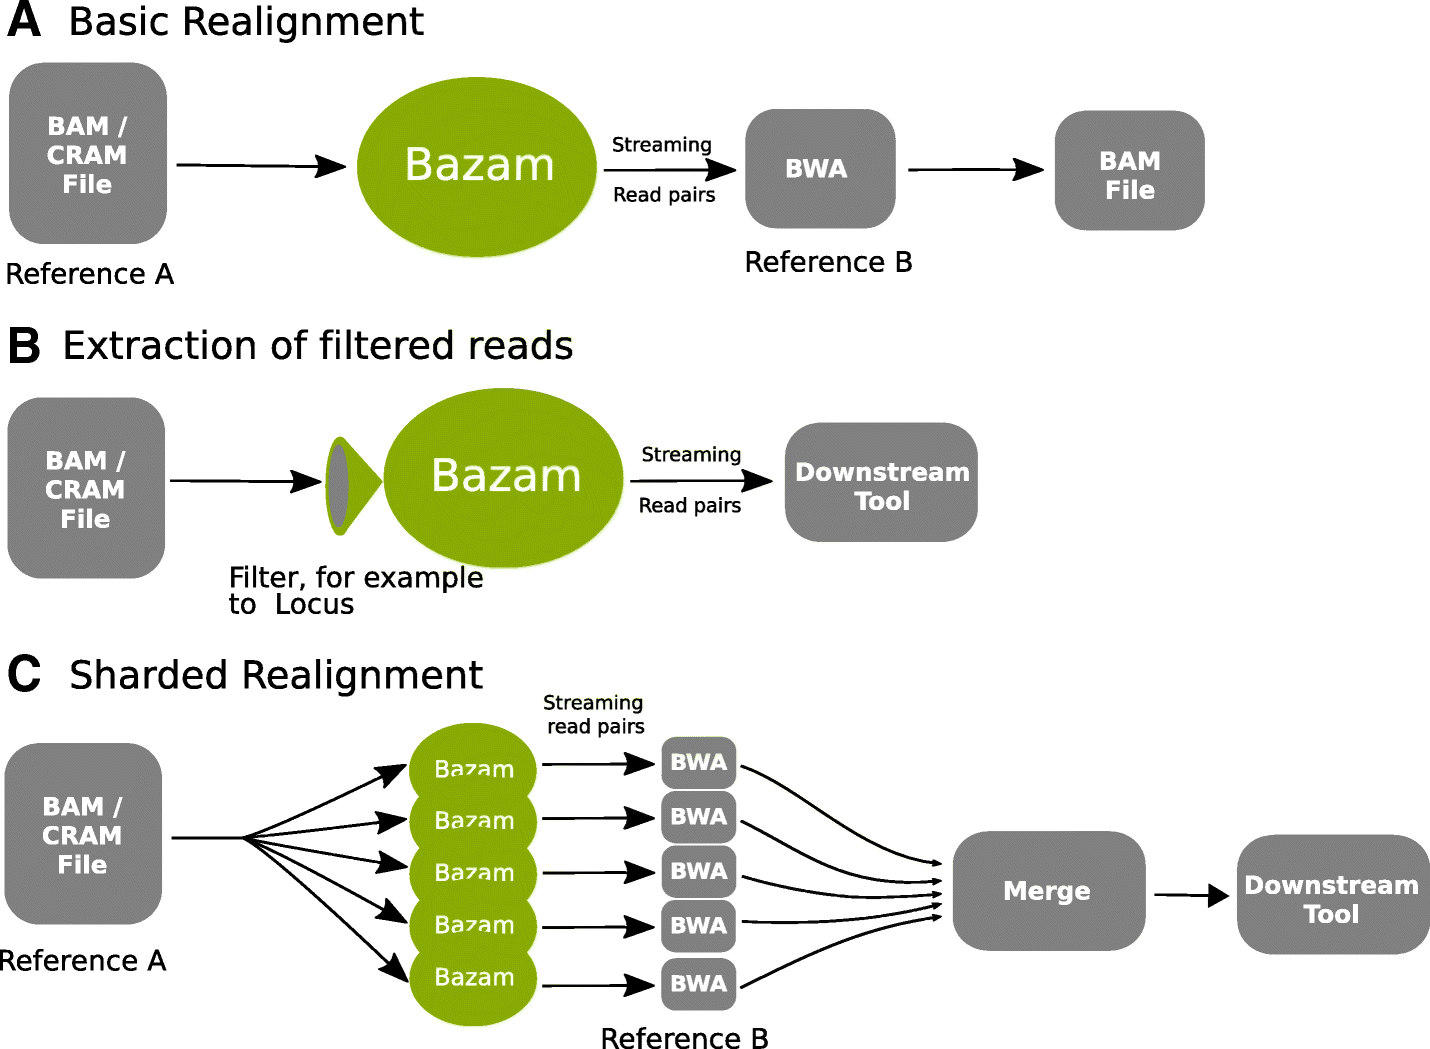 A Basic Realignment
BAM /
CRAM
File
Bazam
Streaming
Read pairs
BWA
BAM
File
Reference A
Reference B
B Extraction of filtered reads
BAM /
CRAM
File
Bazam
Streaming
Read pairs
Downstream
Tool
Filter, for example
to Locus
C Sharded Realignment
Streaming
read pairs
BAM /
CRAM
File
Bazam
Bazam
Bazam
Bazam
Bazam
BWA
BWA
BWA
BWA
BWA
Merge
Downstream
Tool
Reference A
Reference B